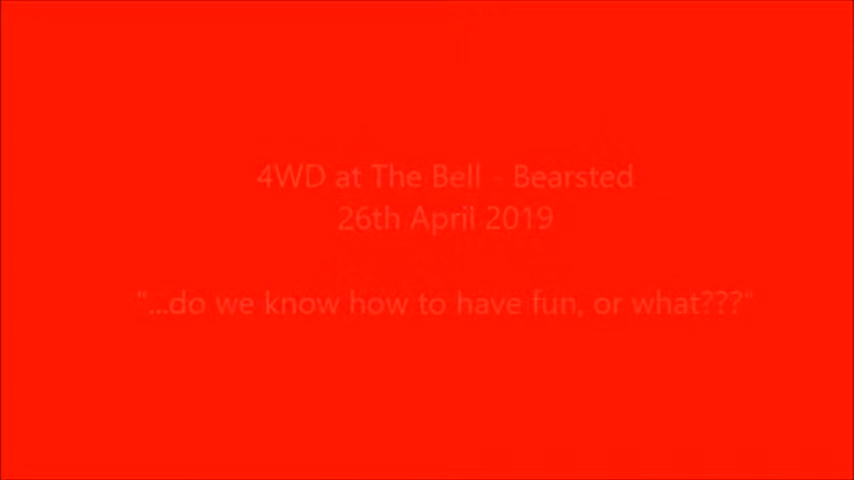 4WD at The Bell - Bearsted
26th April 2019
"...do we know how to have fun, or what???"